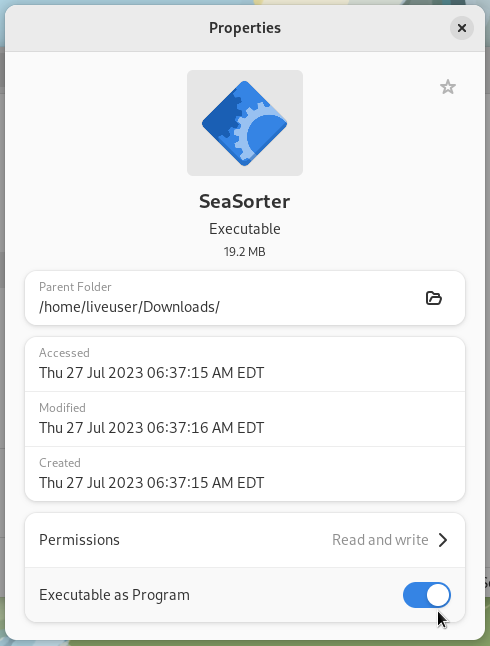 Properties
SeaSorter
Executable
19.2 MB
Parent Folder
/home/liveuser/Downloads/
Accessed
Thu 27 Jul 2023 06:37:15 AM EDT
Modified
Thu 27 Jul 2023 06:37:16 AM EDT
Created
Thu 27 Jul 2023 06:37:15 AM EDT
Permissions Read and write
Executable as Program